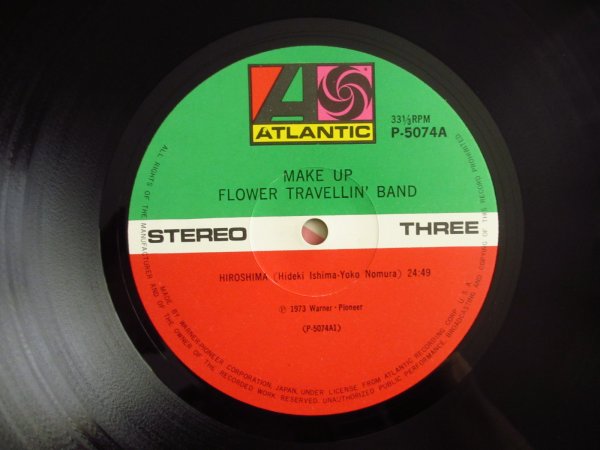 ATLANTIC
33⅓RPM
P-5074A
MAKE UP
FLOWER TRAVELLIN' BAND
STEREO
THREE
HIROSHIMA (Hideki Ishima-Yoko Nomura) 24:49
℗ 1973 Warner・Pioneer
(P-5074A1)
ALL RIGHTS OF THE MANUFACTURER AND OF THE OWNER OF THE RECORDED WORK RESERVED. UNAUTHORIZED PUBLIC PERFORMANCE, BROADCASTING AND COPYING OF THIS RECORD PROHIBITED.
MADE BY WARNER-PIONEER CORPORATION, JAPAN, UNDER LICENSE FROM ATLANTIC RECORDING CORP. U.S.A.